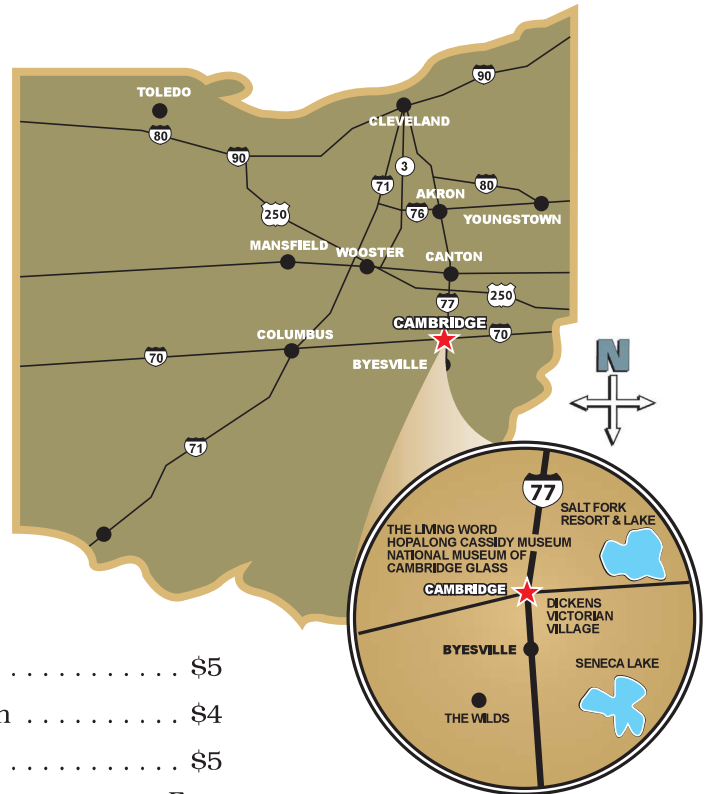 90
TOLEDO
CLEVELAND
80
3
90
71
80
AKRON
76
250
YOUNGSTOWN
MANSFIELD
WOOSTER
CANTON
77
250
CAMBRIDGE
70
COLUMBUS
70
BYESVILLE
N
71
77
SALT FORK
RESORT & LAKE
THE LIVING WORD
HOPALONG CASSIDY MUSEUM
NATIONAL MUSEUM OF
CAMBRIDGE GLASS
CAMBRIDGE
DICKENS
VICTORIAN
VILLAGE
BYESVILLE
SENECA LAKE
THE WILDS
. . . . . . . . . . . $5
. . . . . . . . . . $4
. . . . . . . . . . . $5